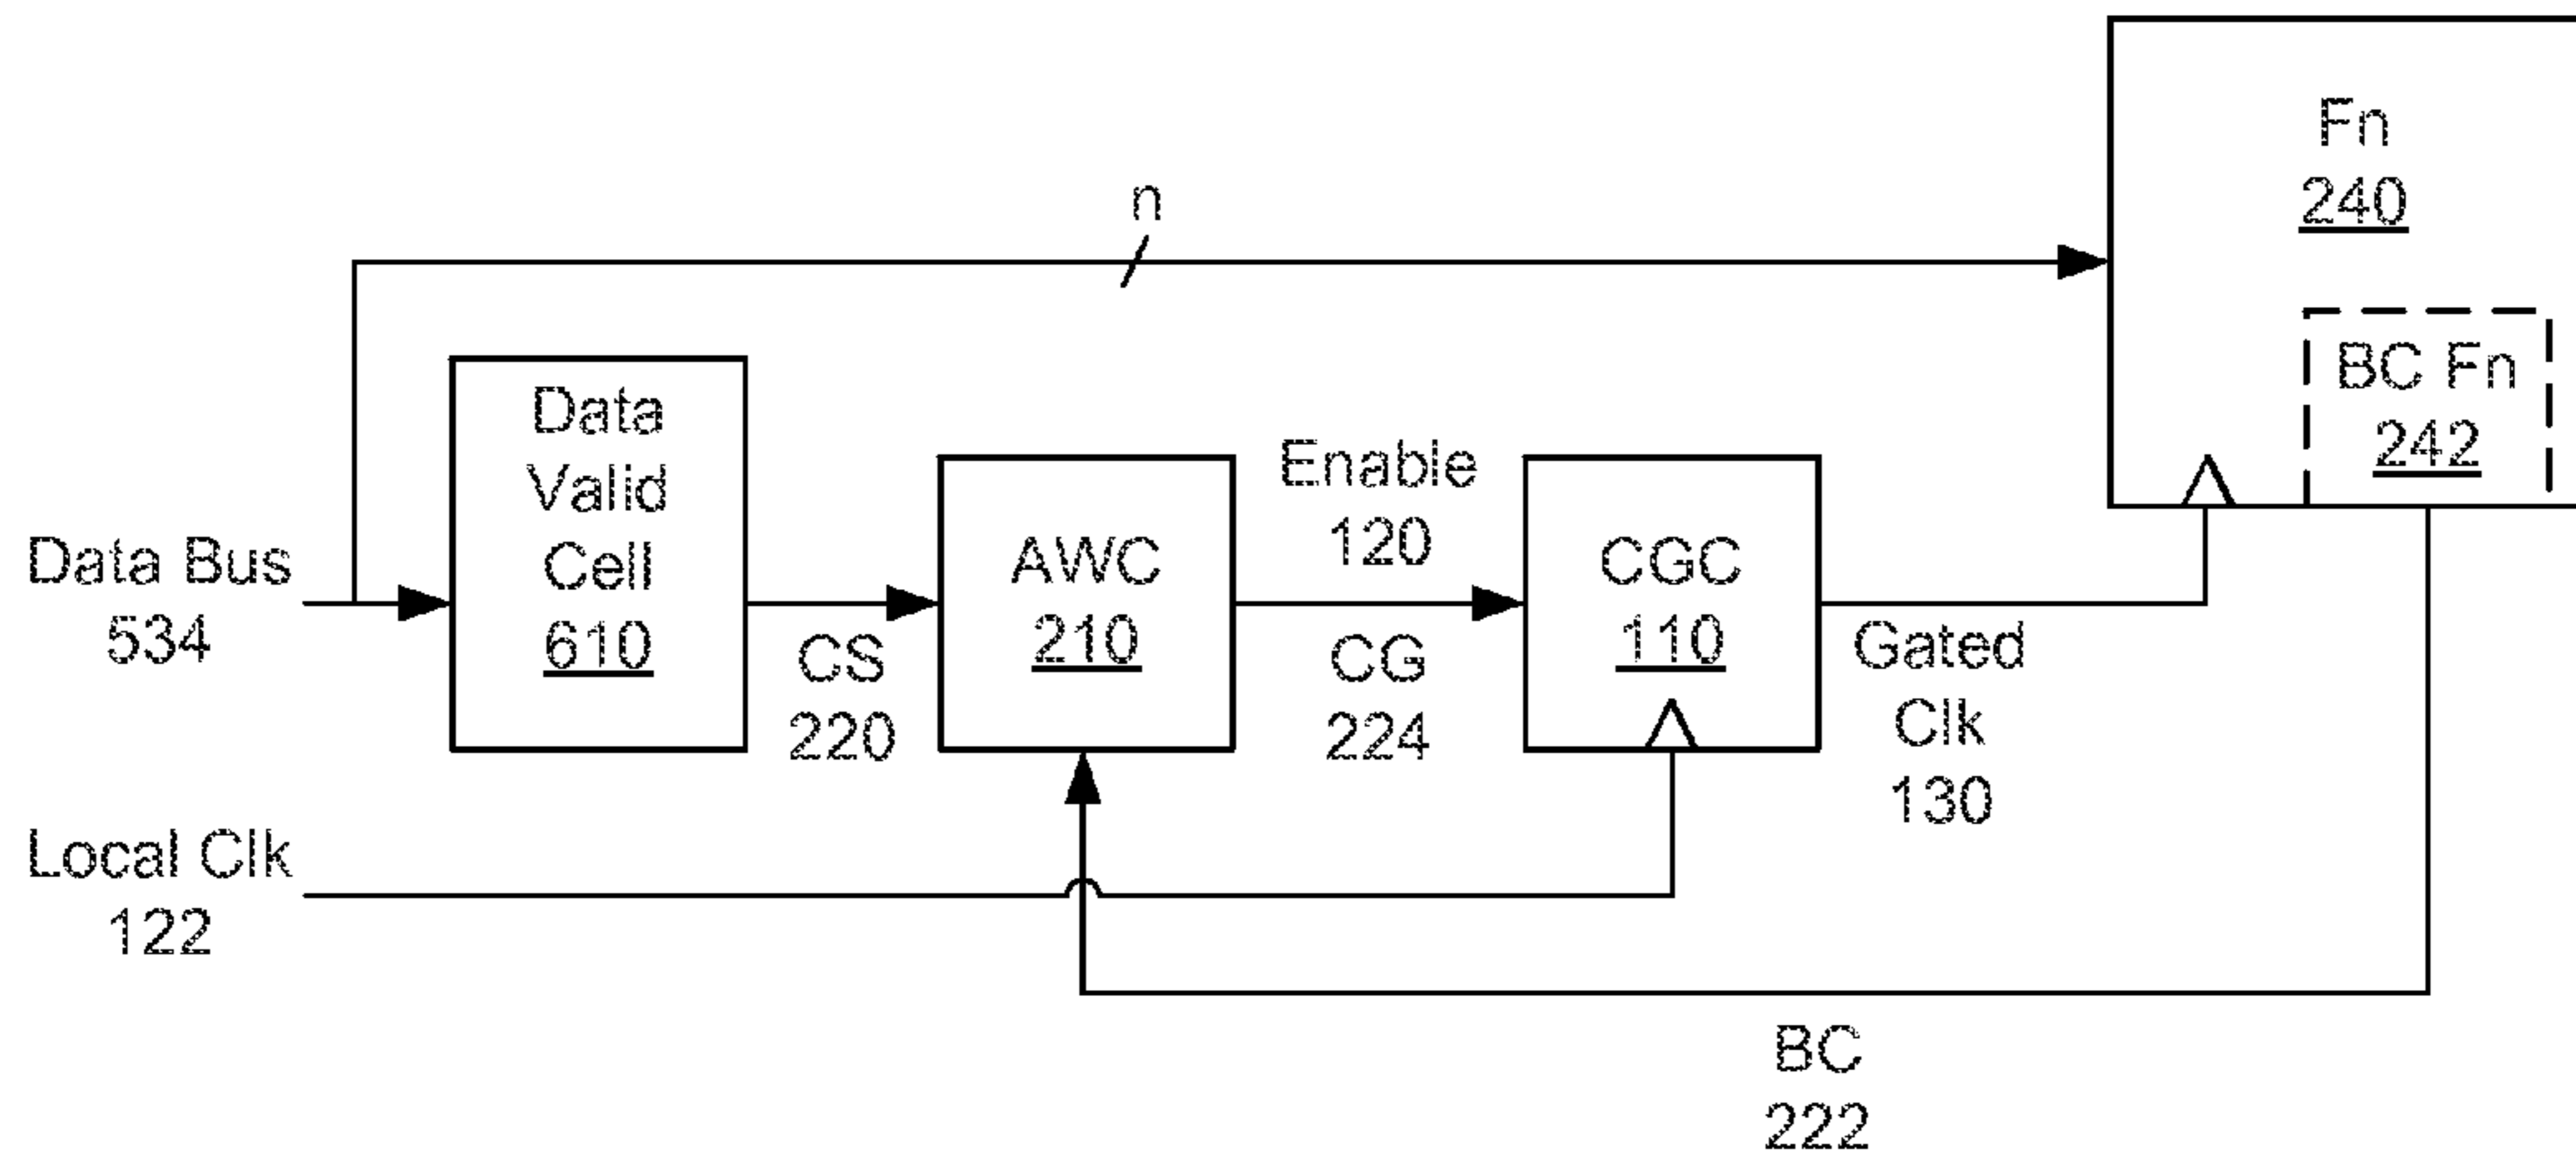 Fn
240
n
BC Fn
242
Data
Valid
Cell
610
Enable
120
AWC
210
CGC
110
Data Bus
534
CS
220
CG
224
Gated
Clk
130
Local Clk
122
BC
222